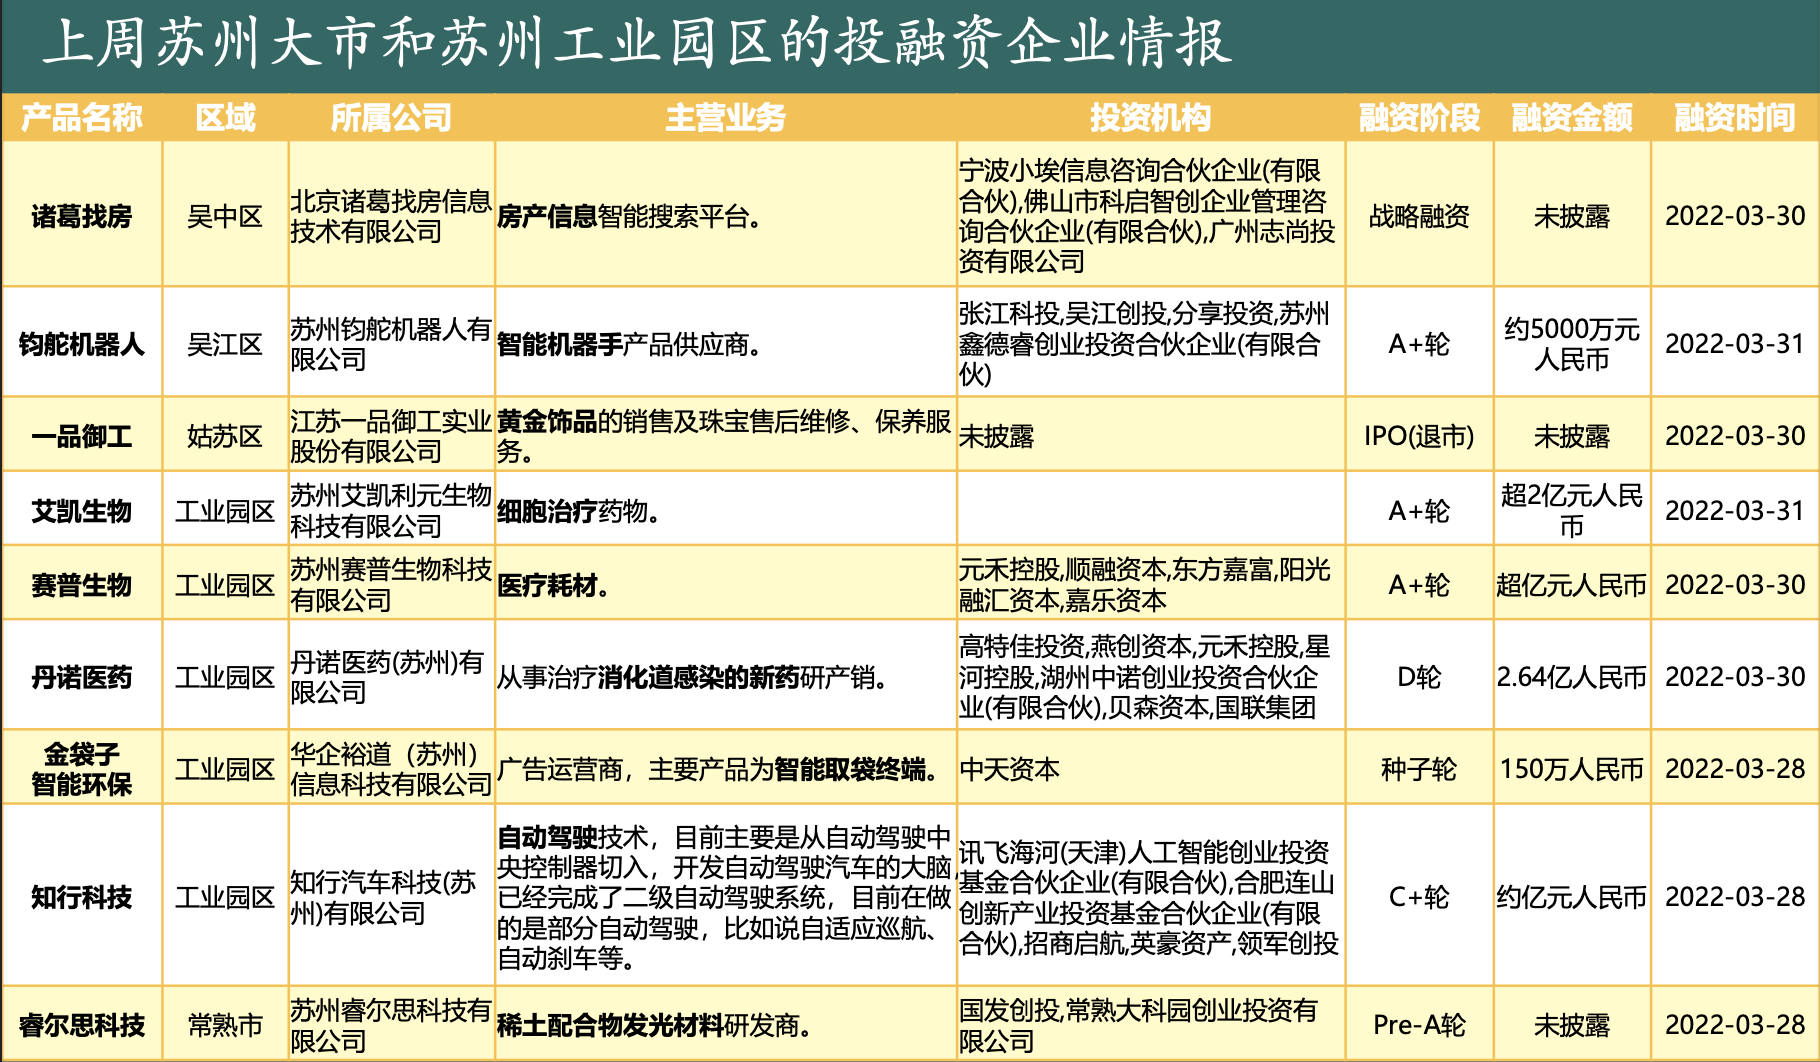 上周苏州大市和苏州工业园区的投融资企业情报
产品名称 区域 所属公司 主营业务 投资机构 融资阶段 融资金额 融资时间
诸葛找房
吴中区
北京诸葛找房信息
技术有限公司
房产信息智能搜索平台。
宁波小埃信息咨询合伙企业(有限
合伙),佛山市科启智创企业管理咨
询合伙企业(有限合伙),广州志尚投
资有限公司
战略融资
未披露
2022-03-30
钧舵机器人
吴江区
苏州钧舵机器人有
限公司
智能机器手产品供应商。
张江科投,吴江创投,分享投资,苏州
鑫德睿创业投资合伙企业(有限合
伙)
A+轮
约5000万元
人民币
2022-03-31
一品御工
姑苏区
江苏一品御工实业
股份有限公司
黄金饰品的销售及珠宝售后维修、保养服
务。
未披露
IPO(退市)
未披露
2022-03-30
艾凯生物
工业园区
苏州艾凯利元生物
科技有限公司
细胞治疗药物。
A+轮
超2亿元人民
币
2022-03-31
赛普生物
工业园区
苏州赛普生物科技
有限公司
医疗耗材。
元禾控股,顺融资本,东方嘉富,阳光
融汇资本,嘉乐资本
A+轮
超亿元人民币
2022-03-30
丹诺医药
工业园区
丹诺医药(苏州)有
限公司
从事治疗消化道感染的新药研产销。
高特佳投资,燕创资本,元禾控股,星
河控股,湖州中诺创业投资合伙企
业(有限合伙),贝森资本,国联集团
D轮
2.64亿人民币
2022-03-30
金袋子
智能环保
工业园区
华企裕道（苏州）
信息科技有限公司
广告运营商，主要产品为智能取袋终端。
中天资本
种子轮
150万人民币
2022-03-28
知行科技
工业园区
知行汽车科技(苏
州)有限公司
自动驾驶技术，目前主要是从自动驾驶中
央控制器切入，开发自动驾驶汽车的大脑,
已经完成了二级自动驾驶系统，目前在做
的是部分自动驾驶，比如说自适应巡航、
自动刹车等。
讯飞海河(天津)人工智能创业投资
基金合伙企业(有限合伙),合肥连山
创新产业投资基金合伙企业(有限
合伙),招商启航,英豪资产,领军创投
C+轮
约亿元人民币
2022-03-28
睿尔思科技
常熟市
苏州睿尔思科技有
限公司
稀土配合物发光材料研发商。
国发创投,常熟大科园创业投资有
限公司
Pre-A轮
未披露
2022-03-28